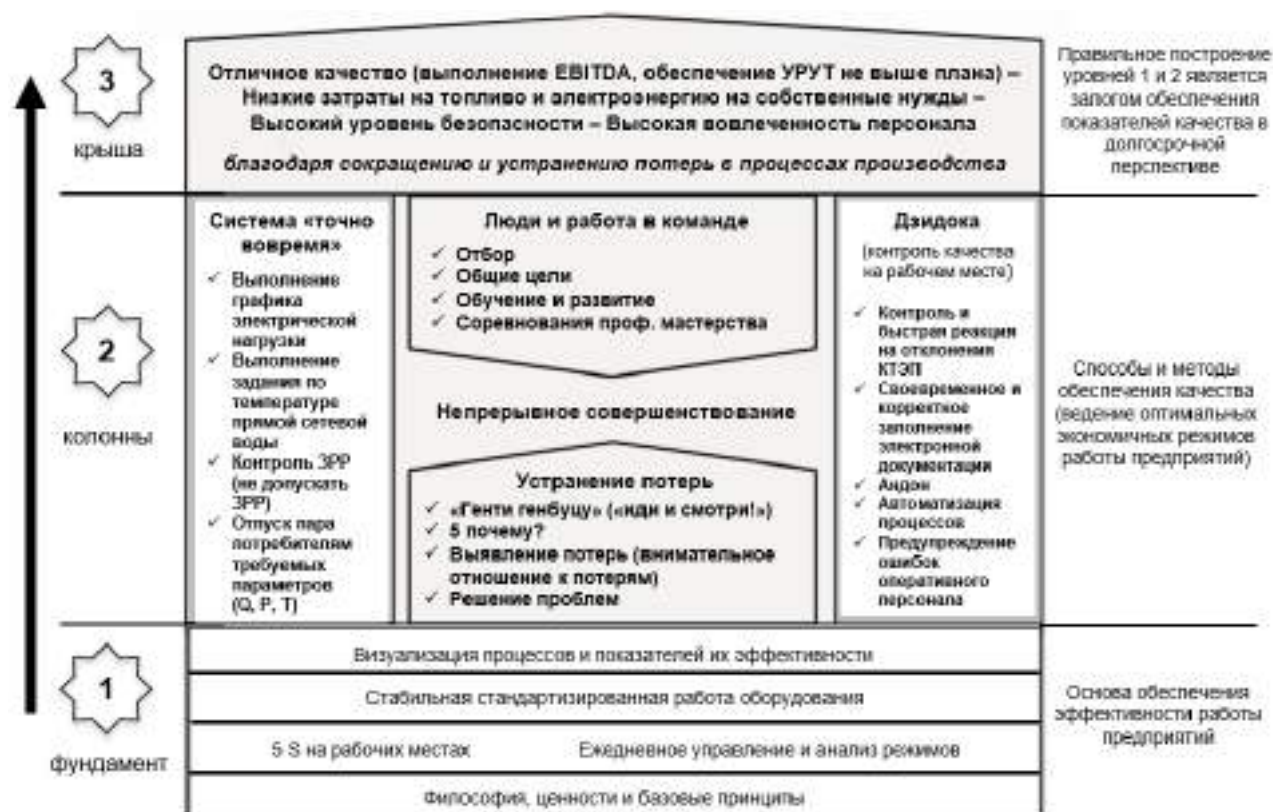 3
крыша
Отличное качество (выполнение EBITDA, обеспечение УРУТ не выше плана) –
Низкие затраты на топливо и электроэнергию на собственные нужды –
Высокий уровень безопасности – Высокая вовлеченность персонала
благодаря сокращению и устранению потерь в процессах производства
Правильное построение
уровней 1 и 2 является
залогом обеспечения
показателей качества в
долгосрочной
перспективе
2
колонны
Система «точно
вовремя»
✓ Выполнение
графика
электрической
нагрузки
✓ Выполнение
задания по
температуре
прямой сетевой
воды
✓ Контроль ЗРР
(не допускать
ЗРР)
✓ Отпуск пара
потребителям
требуемых
параметров
(Q, P, T)
Люди и работа в команде
✓ Отбор
✓ Общие цели
✓ Обучение и развитие
✓ Соревнования проф. мастерства
Непрерывное совершенствование
Устранение потерь
✓ «Генти генбуцу» («иди и смотри!»)
✓ 5 почему?
✓ Выявление потерь (внимательное
отношение к потерям)
✓ Решение проблем
Дзидока
(контроль качества
на рабочем месте)
✓ Контроль и
быстрая реакция
на отклонения
КТЭП
✓ Своевременное и
корректное
заполнение
электронной
документации
✓ Андон
✓ Автоматизация
процессов
✓ Предупреждение
ошибок
оперативного
персонала
Способы и методы
обеспечения качества
(ведение оптимальных
экономичных режимов
работы предприятий)
1
фундамент
Визуализация процессов и показателей их эффективности
Стабильная стандартизированная работа оборудования
5 S на рабочих местах Ежедневное управление и анализ режимов
Философия, ценности и базовые принципы
Основа обеспечения
эффективности работы
предприятий